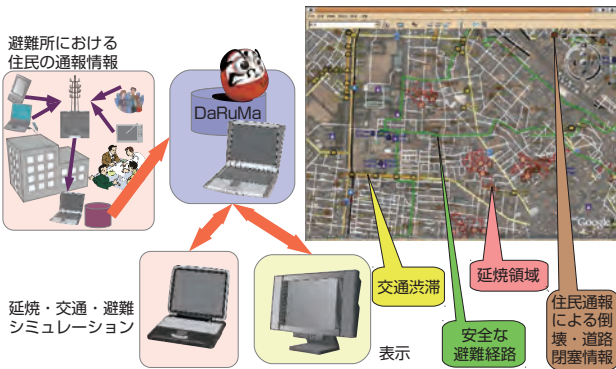 避難所における
住民の通報情報
DaRuMa
延焼・交通・避難
シミュレーション
表示
Google
交通渋滞
安全な
避難経路
延焼領域
住民通報
による倒
壊・道路
閉塞情報